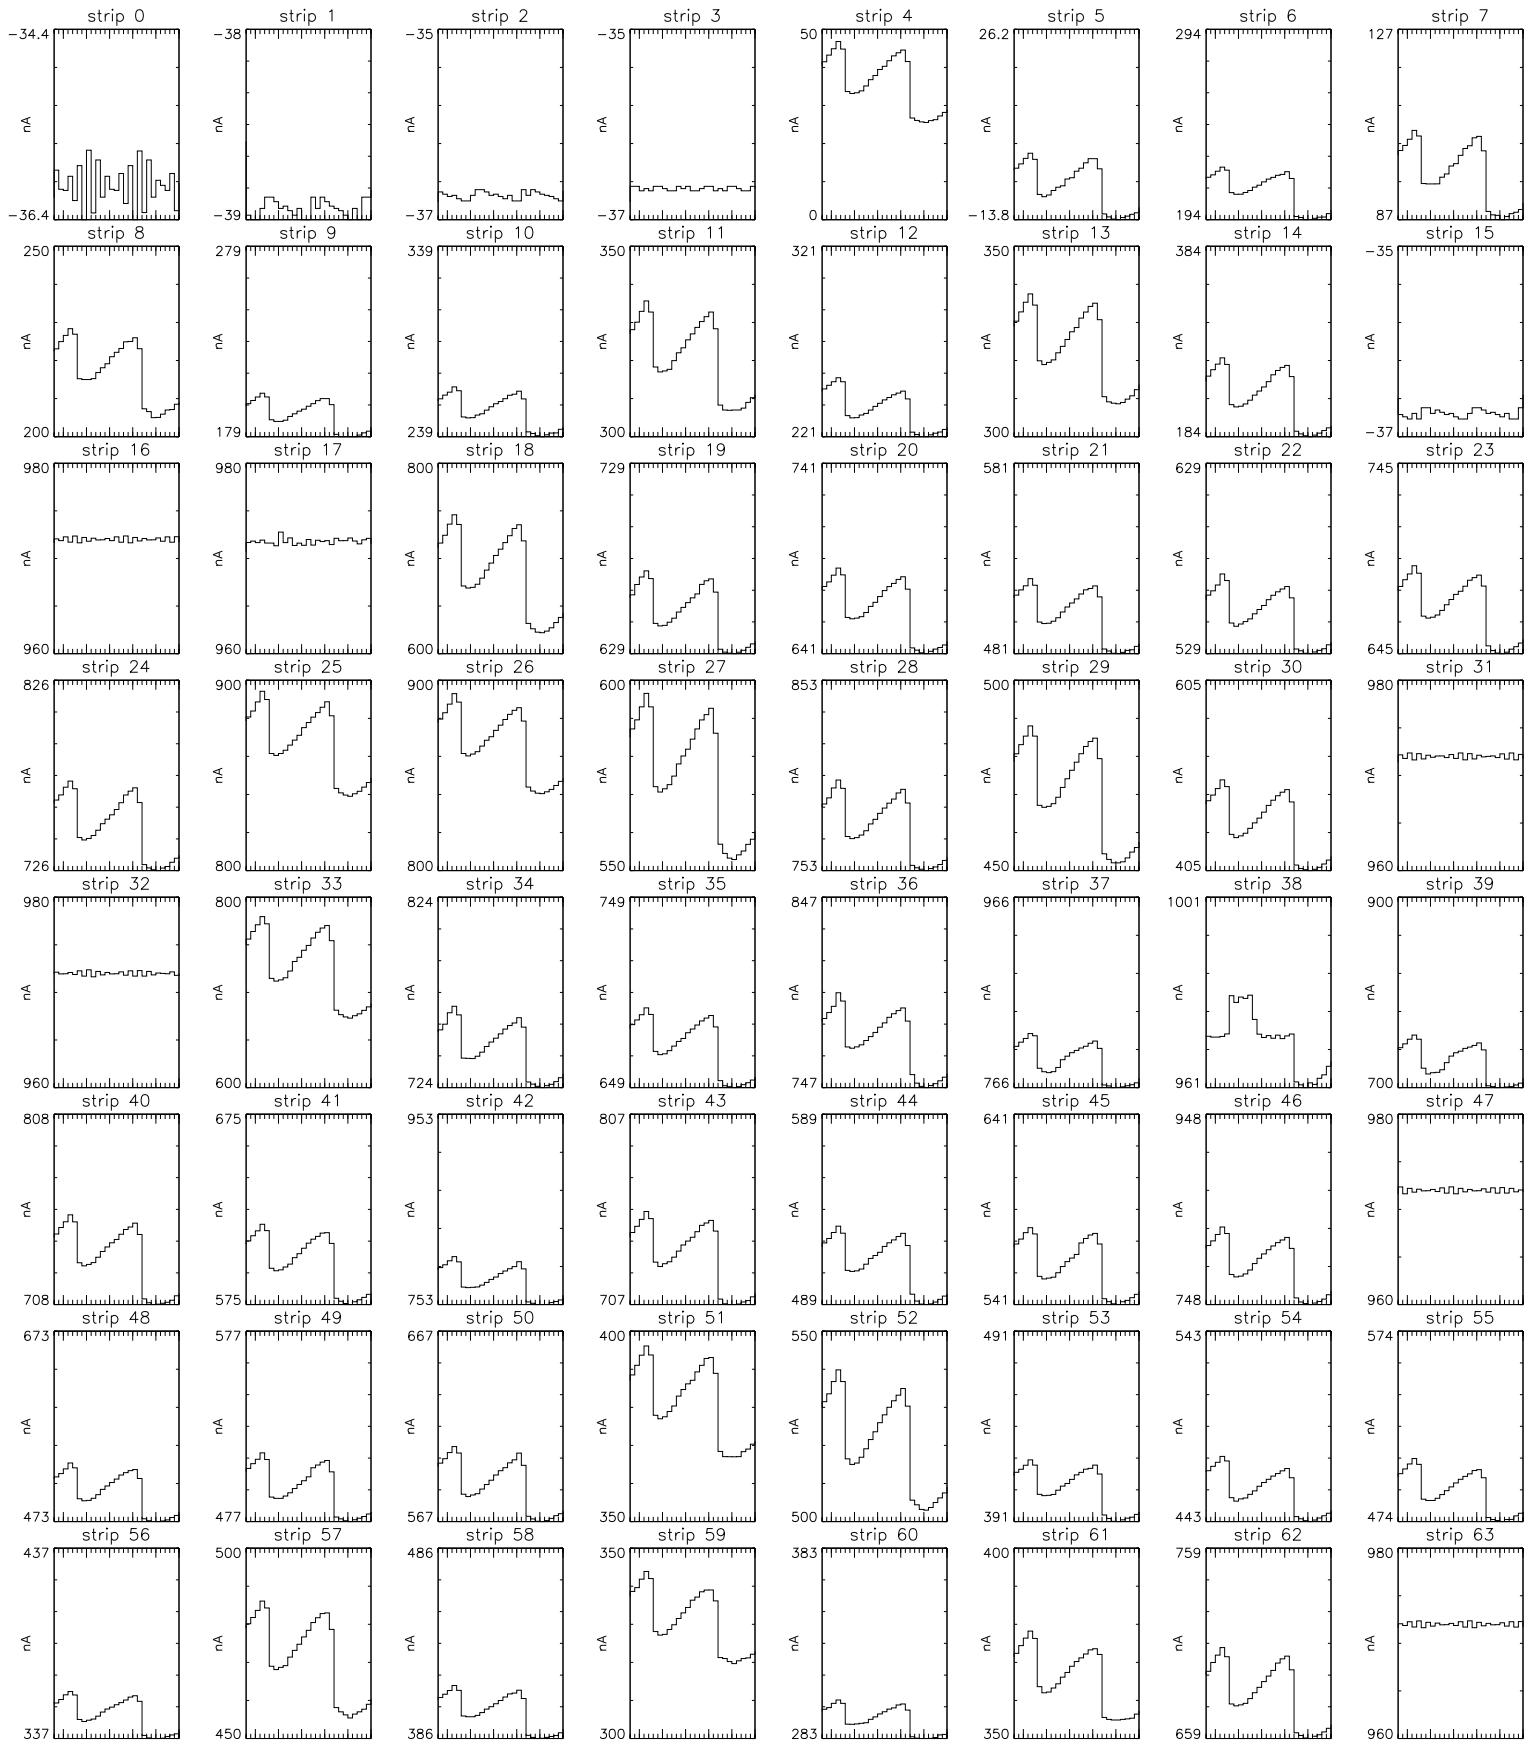 strip 0 strip 1 strip 2 strip 3 strip 4 strip 5 strip 6 strip 7
-34.4 -38 -35 -35 50 26.2 294 127
nA nA nA nA nA nA nA nA
-36.4 -39 -37 -37 0 -13.8 194 87
strip 8 strip 9 strip 10 strip 11 strip 12 strip 13 strip 14 strip 15
250 279 339 350 321 350 384 -35
nA nA nA nA nA nA nA nA
200 179 239 300 221 300 184 -37
strip 16 strip 17 strip 18 strip 19 strip 20 strip 21 strip 22 strip 23
980 980 800 729 741 581 629 745
nA nA nA nA nA nA nA nA
960 960 600 629 641 481 529 645
strip 24 strip 25 strip 26 strip 27 strip 28 strip 29 strip 30 strip 31
826 900 900 600 853 500 605 980
nA nA nA nA nA nA nA nA
726 800 800 550 753 450 405 960
strip 32 strip 33 strip 34 strip 35 strip 36 strip 37 strip 38 strip 39
980 800 824 749 847 966 1001 900
nA nA nA nA nA nA nA nA
960 600 724 649 747 766 961 700
strip 40 strip 41 strip 42 strip 43 strip 44 strip 45 strip 46 strip 47
808 675 953 807 589 641 948 980
nA nA nA nA nA nA nA nA
708 575 753 707 489 541 748 960
strip 48 strip 49 strip 50 strip 51 strip 52 strip 53 strip 54 strip 55
673 577 667 400 550 491 543 574
nA nA nA nA nA nA nA nA
473 477 567 350 500 391 443 474
strip 56 strip 57 strip 58 strip 59 strip 60 strip 61 strip 62 strip 63
437 500 486 350 383 400 759 980
nA nA nA nA nA nA nA nA
337 450 386 300 283 350 659 960